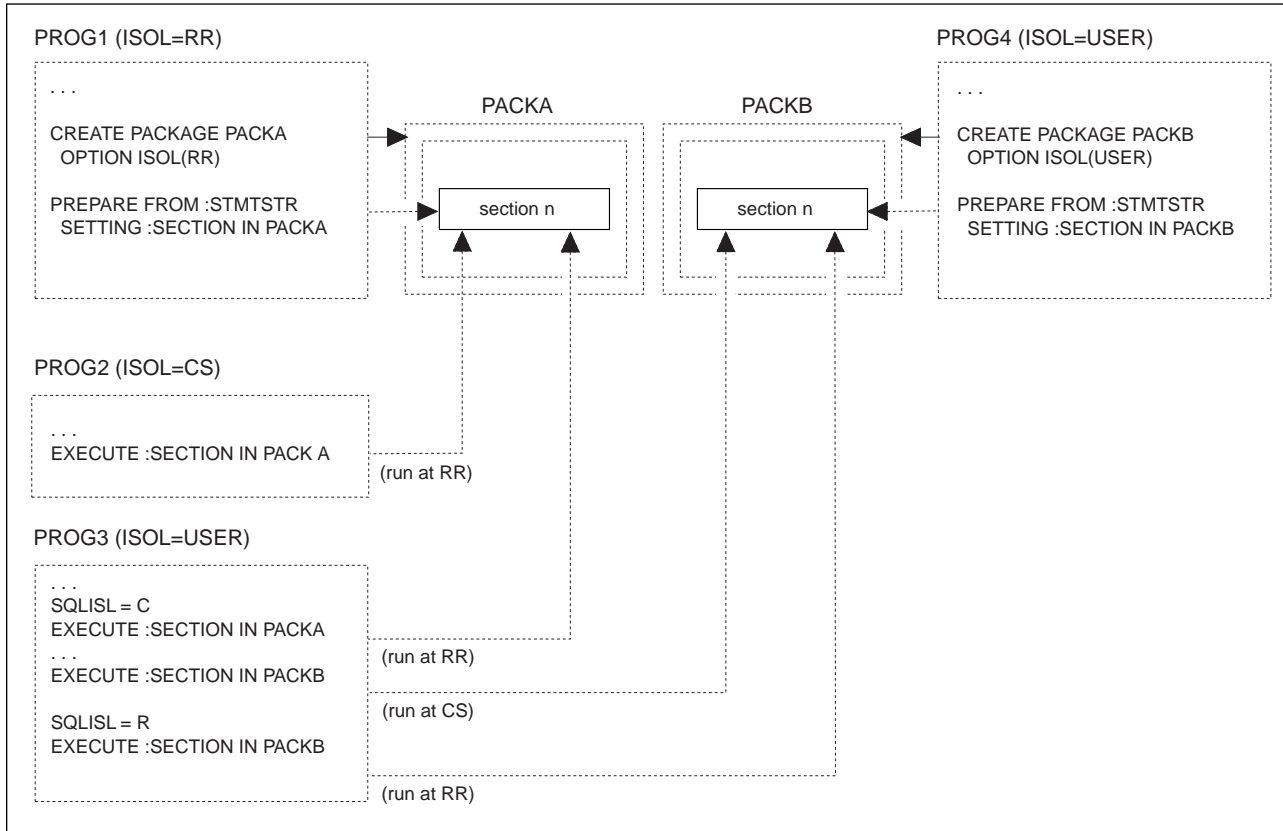 PROG1 (ISOL=RR)
. . .
CREATE PACKAGE PACKA
OPTION ISOL(RR)
PREPARE FROM :STMTSTR
SETTING :SECTION IN PACKA
PACKA
section n
PACKB
section n
PROG4 (ISOL=USER)
. . .
CREATE PACKAGE PACKB
OPTION ISOL(USER)
PREPARE FROM :STMTSTR
SETTING :SECTION IN PACKB
PROG2 (ISOL=CS)
. . .
EXECUTE :SECTION IN PACK A
(run at RR)
PROG3 (ISOL=USER)
. . .
SQLISL = C
EXECUTE :SECTION IN PACKA
(run at RR)
. . .
EXECUTE :SECTION IN PACKB
(run at CS)
SQLISL = R
EXECUTE :SECTION IN PACKB
(run at RR)